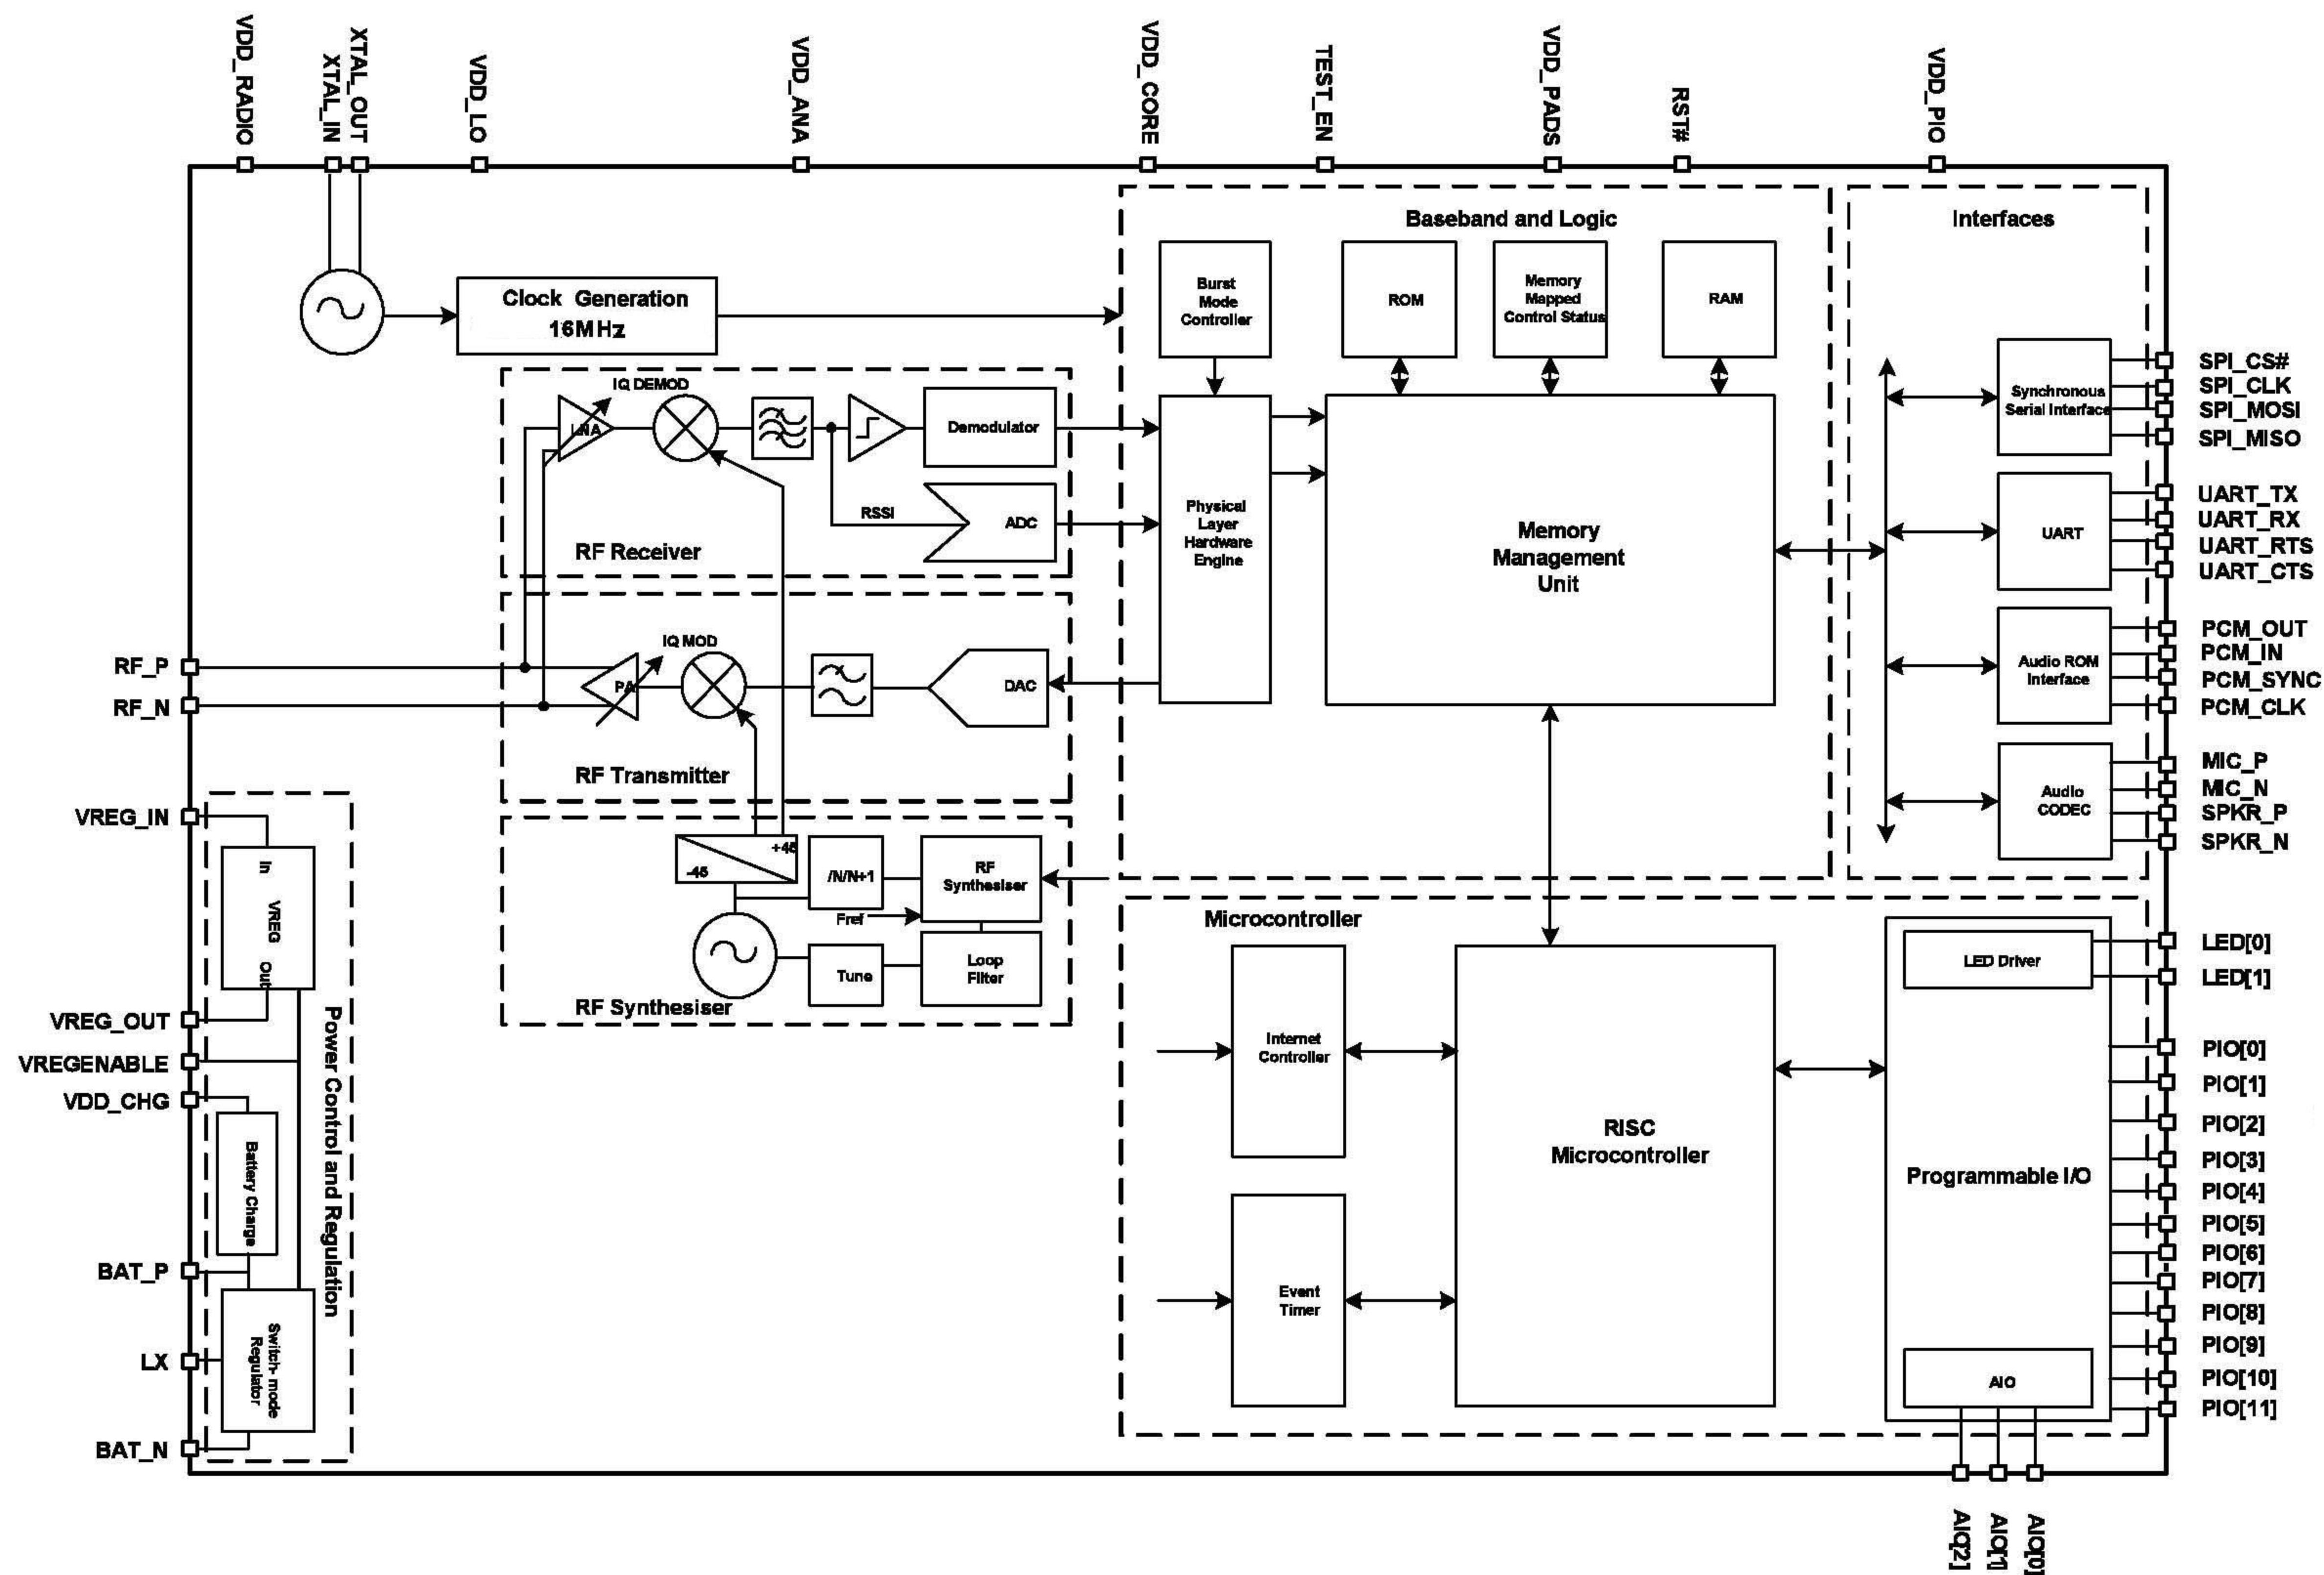 VDD_RADIO
XTAL_IN
XTAL_OUT
VDD_LO
VDD_ANA
VDD_CORE
TEST_EN
VDD_PADS
RST#
VDD_PIO
Clock Generation
16MHz
Baseband and Logic
Burst
Mode
Controller
ROM
Memory
Mapped
Control Status
RAM
Interfaces
IQ DEMOD
LNA
Demodulator
RSSI
ADC
RF Receiver
Physical
Layer
Hardware
Engine
Memory
Management
Unit
Synchronous
Serial Interface
SPI_CS#
SPI_CLK
SPI_MOSI
SPI_MISO
UART
UART_TX
UART_RX
UART_RTS
UART_CTS
Audio ROM
Interface
PCM_OUT
PCM_IN
PCM_SYNC
PCM_CLK
Audio
CODEC
MIC_P
MIC_N
SPKR_P
SPKR_N
RF_P
RF_N
IQ MOD
PA
DAC
RF Transmitter
-45
+45
/N/N+1
RF
Synthesiser
Fref
Tune
Loop
Filter
RF Synthesiser
VREG_IN
VREG_OUT
VREGENABLE
VDD_CHG
BAT_P
LX
BAT_N
In
VREG
Out
Battery Charge
Switch-mode
Regulator
Power Control and Regulation
Microcontroller
Internet
Controller
Event
Timer
RISC
Microcontroller
LED Driver
Programmable I/O
AIO
LED[0]
LED[1]
PIO[0]
PIO[1]
PIO[2]
PIO[3]
PIO[4]
PIO[5]
PIO[6]
PIO[7]
PIO[8]
PIO[9]
PIO[10]
PIO[11]
AIO[2]
AIO[1]
AIO[0]